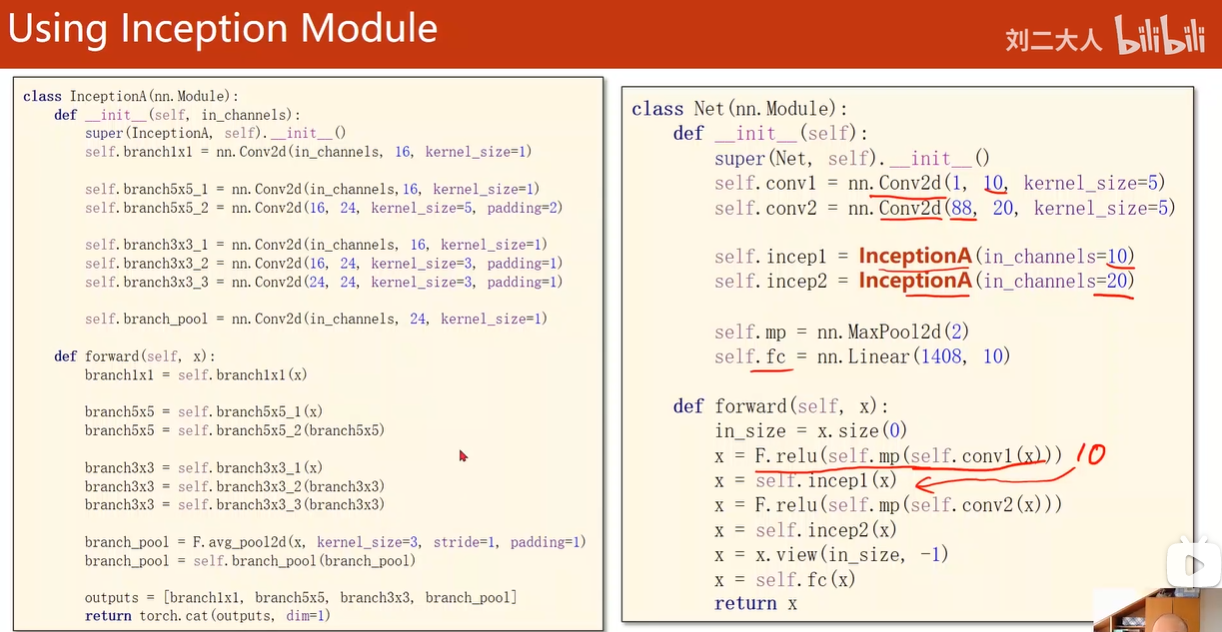 Using Inception Module
刘二大人 bilibili
class InceptionA(nn.Module):
def __init__(self, in_channels):
super(InceptionA, self).__init__()
self.branch1x1 = nn.Conv2d(in_channels, 16, kernel_size=1)
self.branch5x5_1 = nn.Conv2d(in_channels,16, kernel_size=1)
self.branch5x5_2 = nn.Conv2d(16, 24, kernel_size=5, padding=2)
self.branch3x3_1 = nn.Conv2d(in_channels, 16, kernel_size=1)
self.branch3x3_2 = nn.Conv2d(16, 24, kernel_size=3, padding=1)
self.branch3x3_3 = nn.Conv2d(24, 24, kernel_size=3, padding=1)
self.branch_pool = nn.Conv2d(in_channels, 24, kernel_size=1)
def forward(self, x):
branch1x1 = self.branch1x1(x)
branch5x5 = self.branch5x5_1(x)
branch5x5 = self.branch5x5_2(branch5x5)
branch3x3 = self.branch3x3_1(x)
branch3x3 = self.branch3x3_2(branch3x3)
branch3x3 = self.branch3x3_3(branch3x3)
branch_pool = F.avg_pool2d(x, kernel_size=3, stride=1, padding=1)
branch_pool = self.branch_pool(branch_pool)
outputs = [branch1x1, branch5x5, branch3x3, branch_pool]
return torch.cat(outputs, dim=1)
class Net(nn.Module):
def __init__(self):
super(Net, self).__init__()
self.conv1 = nn.Conv2d(1, 10, kernel_size=5)
self.conv2 = nn.Conv2d(88, 20, kernel_size=5)
self.incep1 = InceptionA(in_channels=10)
self.incep2 = InceptionA(in_channels=20)
self.mp = nn.MaxPool2d(2)
self.fc = nn.Linear(1408, 10)
def forward(self, x):
in_size = x.size(0)
x = F.relu(self.mp(self.conv1(x))) 10
x = self.incep1(x)
x = F.relu(self.mp(self.conv2(x)))
x = self.incep2(x)
x = x.view(in_size, -1)
x = self.fc(x)
return x